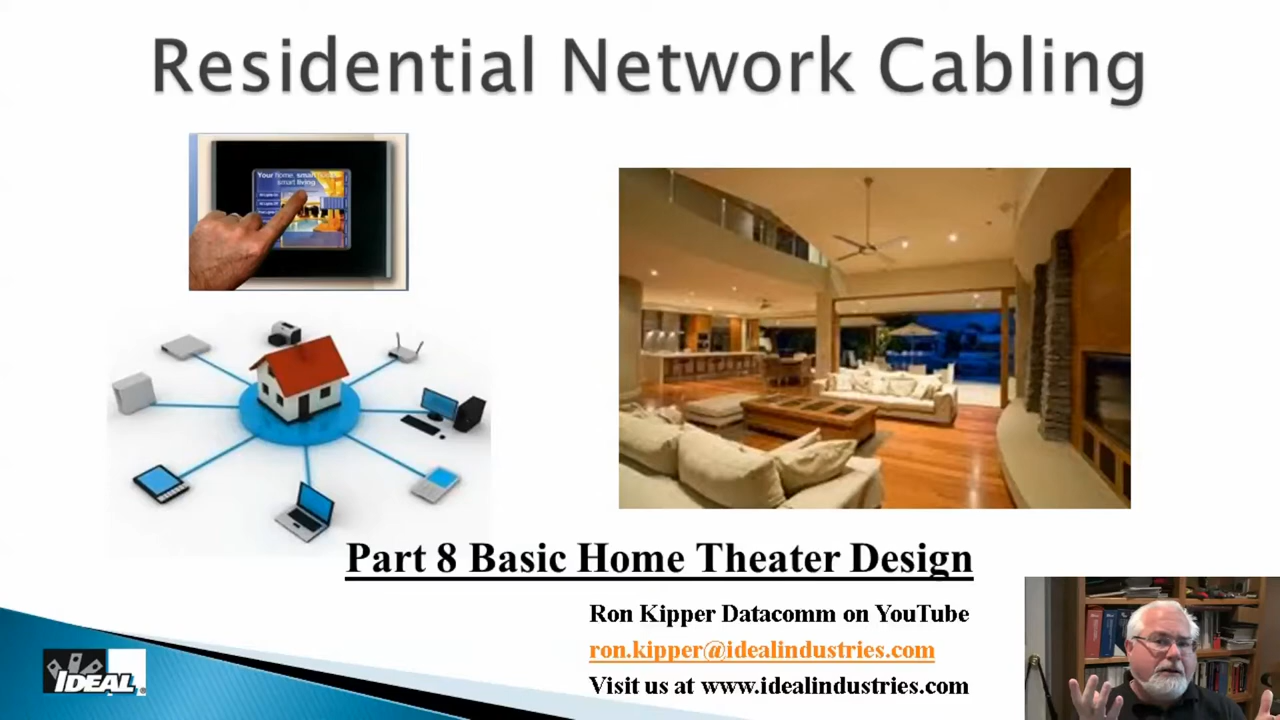 Residential Network Cabling
Your home, smart
smart living
Part 8 Basic Home Theater Design
Ron Kipper Datacomm on YouTube
ron.kipper@idealindustries.com
Visit us at www.idealindustries.com
IDEAL